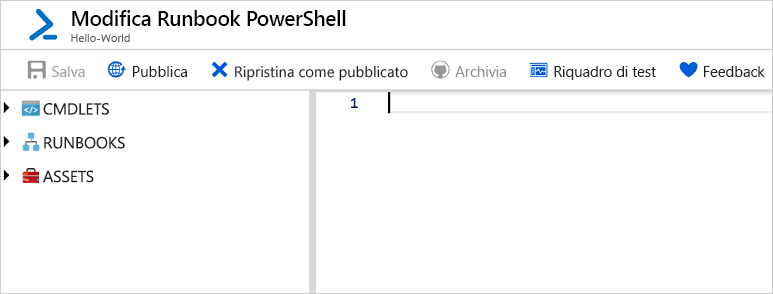 Modifica Runbook PowerShell
Hello-World
Salva Pubblica Ripristina come pubblicato Archivia Riquadro di test Feedback
CMDLETS
1
RUNBOOKS
ASSETS